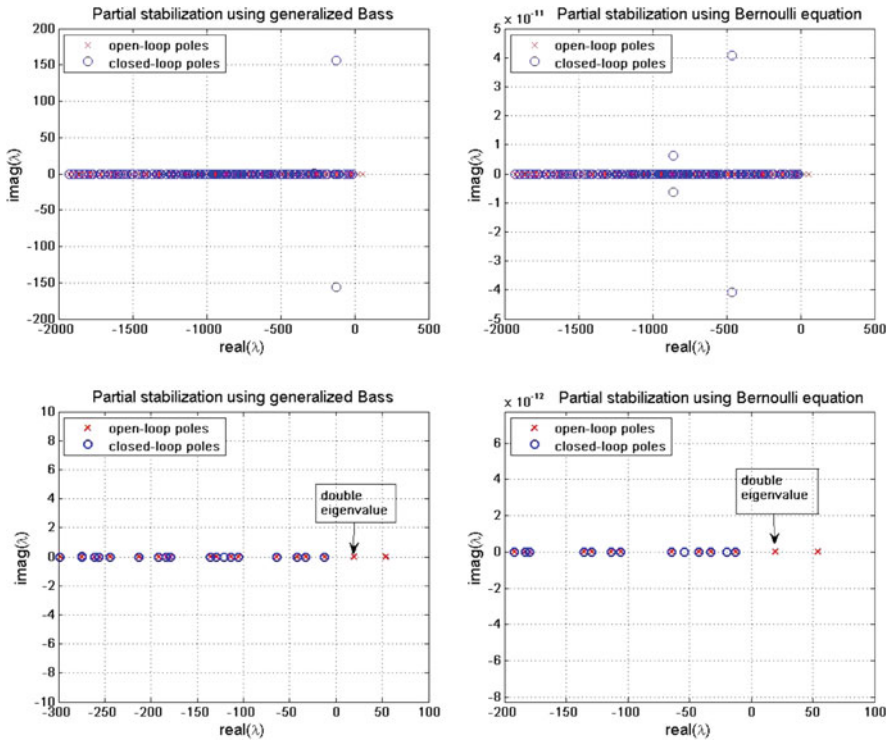 Partial stabilization using generalized Bass
200
150
100
50
0
-50
-100
-150
-200
imag(λ)
× open-loop poles
○ closed-loop poles
-2000 -1500 -1000 -500 0 500
real(λ)
× 10⁻¹¹ Partial stabilization using Bernoulli equation
5
4
3
2
1
0
-1
-2
-3
-4
-5
imag(λ)
× open-loop poles
○ closed-loop poles
-2000 -1500 -1000 -500 0 500
real(λ)
Partial stabilization using generalized Bass
10
8
6
4
2
0
-2
-4
-6
-8
-10
imag(λ)
× open-loop poles
○ closed-loop poles
double
eigenvalue
-300 -250 -200 -150 -100 -50 0 50 100
real(λ)
× 10⁻¹² Partial stabilization using Bernoulli equation
6
4
2
0
-2
-4
-6
-8
imag(λ)
× open-loop poles
○ closed-loop poles
double
eigenvalue
-200 -150 -100 -50 0 50 100
real(λ)